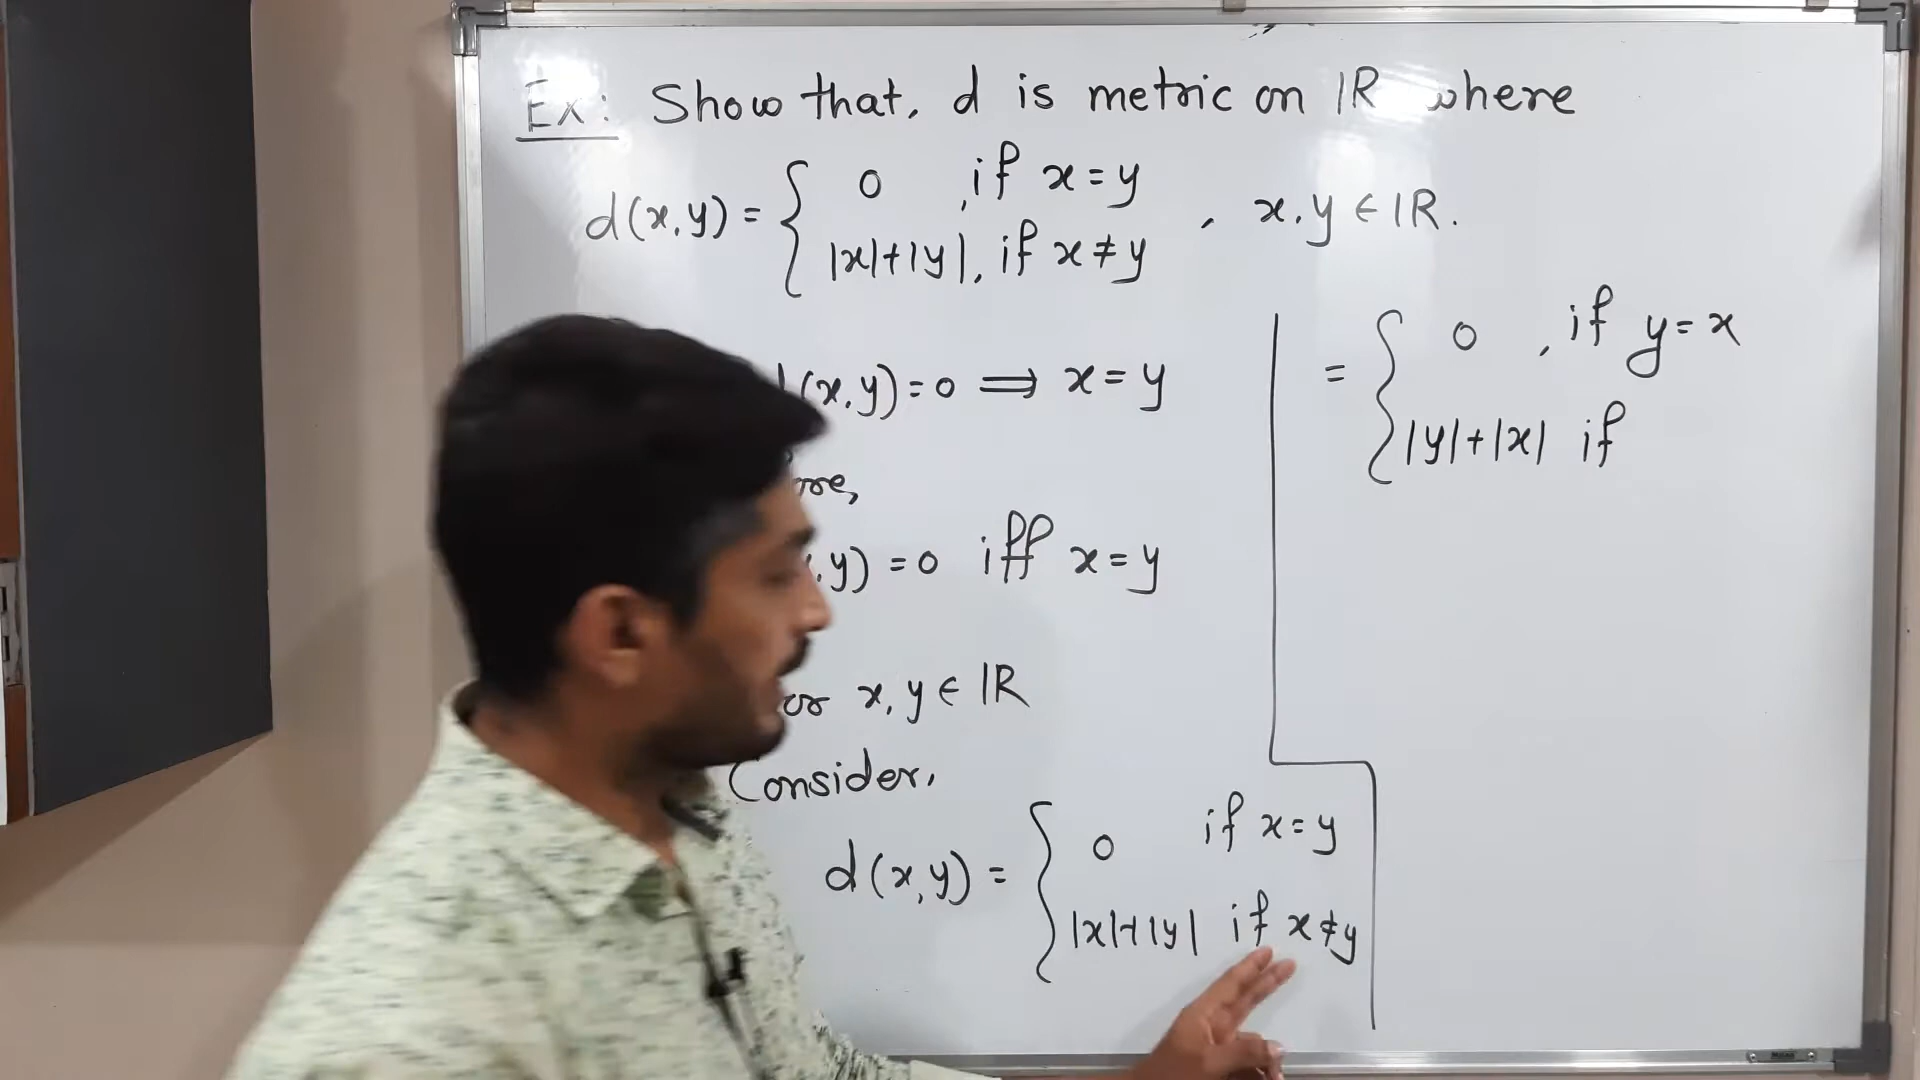 Ex: Show that, d is metric on IR where
d(x,y) = { 0 , if x = y
|x|+|y|, if x ≠ y , x,y ∈ IR.
(x,y) = 0 ⟹ x = y
,y) = 0 iff x = y
x, y ∈ IR
Consider,
d(x,y) = { 0 if x = y
|x|+|y| if x ≠ y
= { 0 , if y = x
|y|+|x| if